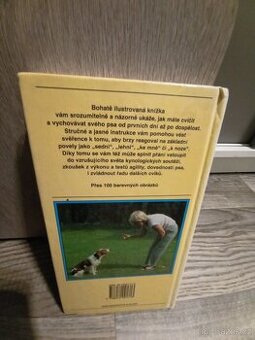 Bohatě ilustrovaná knížka
vám srozumitelně a názorně ukáže, jak máte cvičit
a vychovávat svého psa od prvních dní až po dospělost.
Stručné a jasné instrukce vám pomohou vést
svěřence k tomu, aby brzy reagoval na základní
povely jako „sedni", „lehni", „ke mně" či „k noze".
Díky tomu se vám též může splnit přání vstoupit
do vzrušujícího světa kynologických soutěží,
zkoušek z výkonu a testů agility, dovednosti psa,
i zvládnout řadu dalších cviků.
Přes 100 barevných obrázků